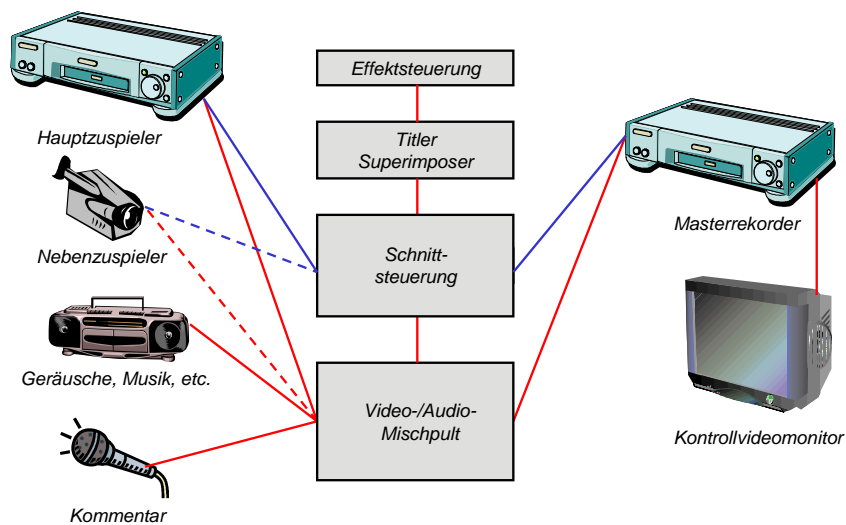 Hauptzuspieler
Nebenzuspieler
Geräusche, Musik, etc.
Kommentar
Effektsteuerung
Titler
Superimposer
Schnitt-
steuerung
Video-/Audio-
Mischpult
Masterrekorder
Kontrollvideomonitor